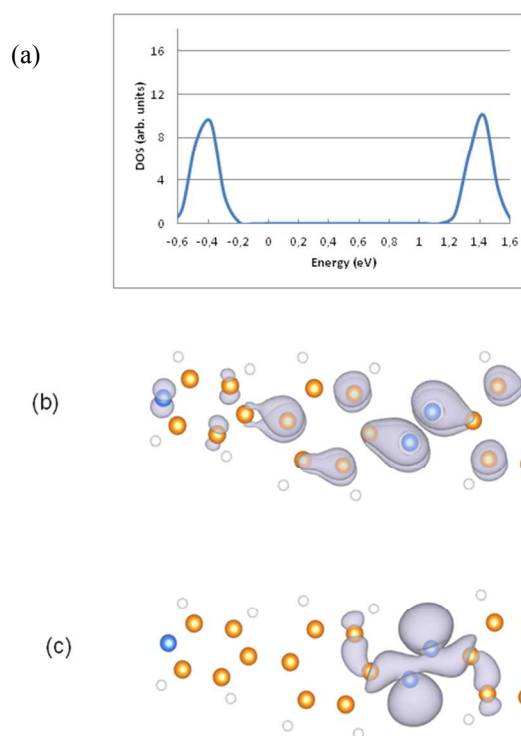 (a)
16
12
8
4
0
DOS (arb. units)
-0,6 -0,4 -0,2 0 0,2 0,4 0,6 0,8 1 1,2 1,4 1,6
Energy (eV)
(b)
(c)